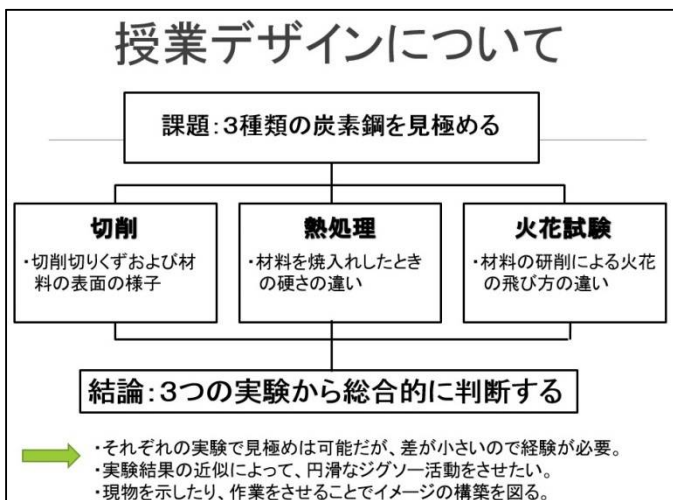 授業デザインについて
課題：3種類の炭素鋼を見極める
切削
・切削切りくずおよび材
料の表面の様子
熱処理
・材料を焼入れしたとき
の硬さの違い
火花試験
・材料の研削による火花
の飛び方の違い
結論：3つの実験から総合的に判断する
・それぞれの実験で見極めは可能だが、差が小さいので経験が必要。
・実験結果の近似によって、円滑なジグソー活動をさせたい。
・現物を示したり、作業をさせることでイメージの構築を図る。